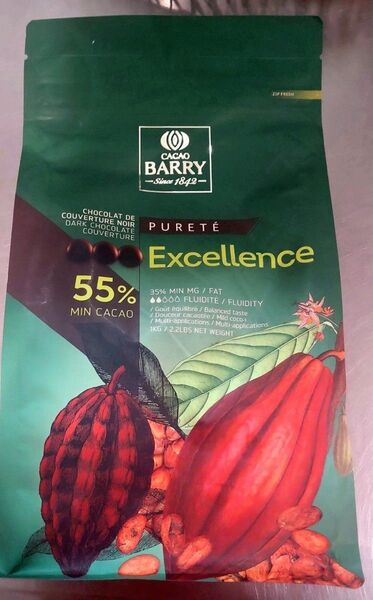 ZIP FRESH
CACAO
BARRY
Since 1842
CHOCOLAT DE
COUVERTURE NOIR
DARK CHOCOLATE
COUVERTURE
PURETÉ
Excellence
55%
MIN CACAO
35% MIN MG / FAT
FLUIDITÉ / FLUIDITY
/ Goût équilibré / Balanced taste
/ Douceur cacaotée / Mild cocoa
/ Multi-applications / Multi-applications
1KG / 2,2LBS NET WEIGHT